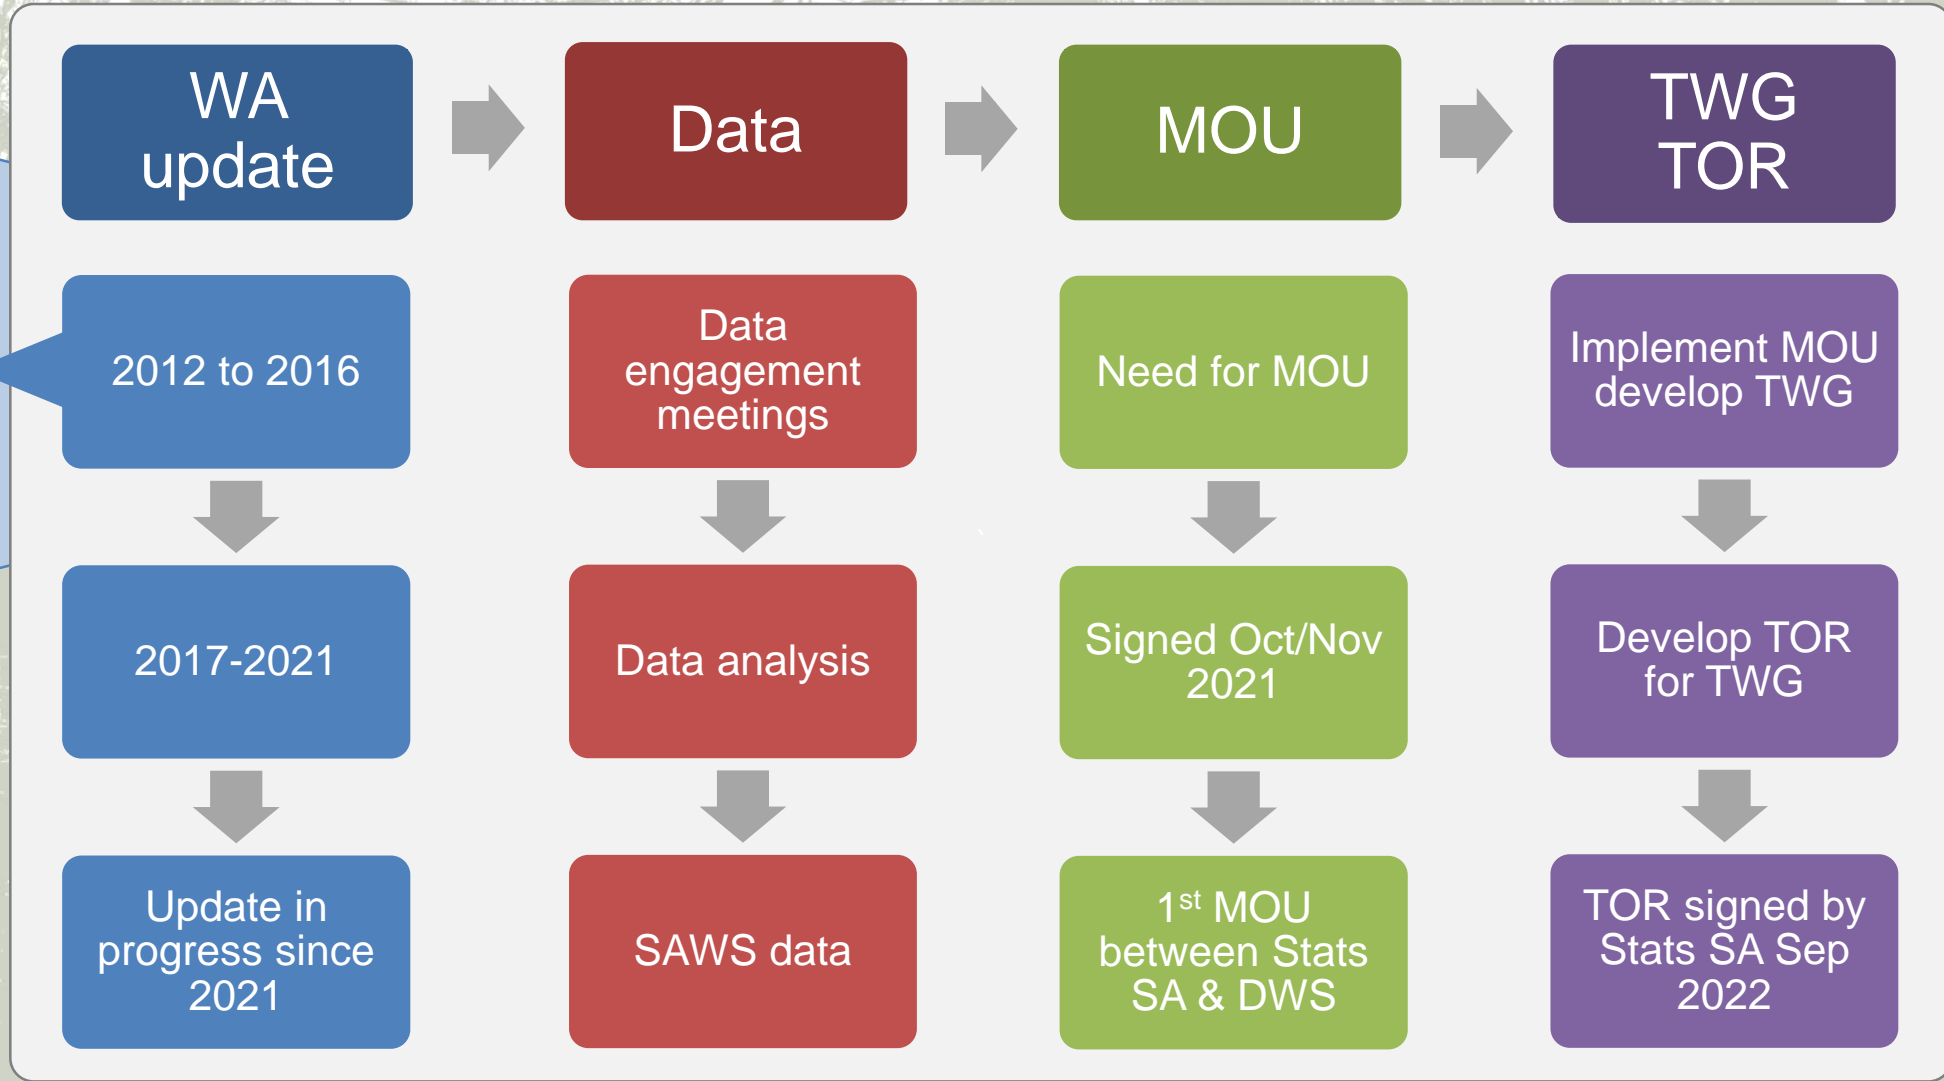 WA
update
Data
MOU
TWG
TOR
2012 to 2016
2017-2021
Update in
progress since
2021
Data
engagement
meetings
Data analysis
SAWS data
Need for MOU
Signed Oct/Nov
2021
1st MOU
between Stats
SA & DWS
Implement MOU
develop TWG
Develop TOR
for TWG
TOR signed by
Stats SA Sep
2022